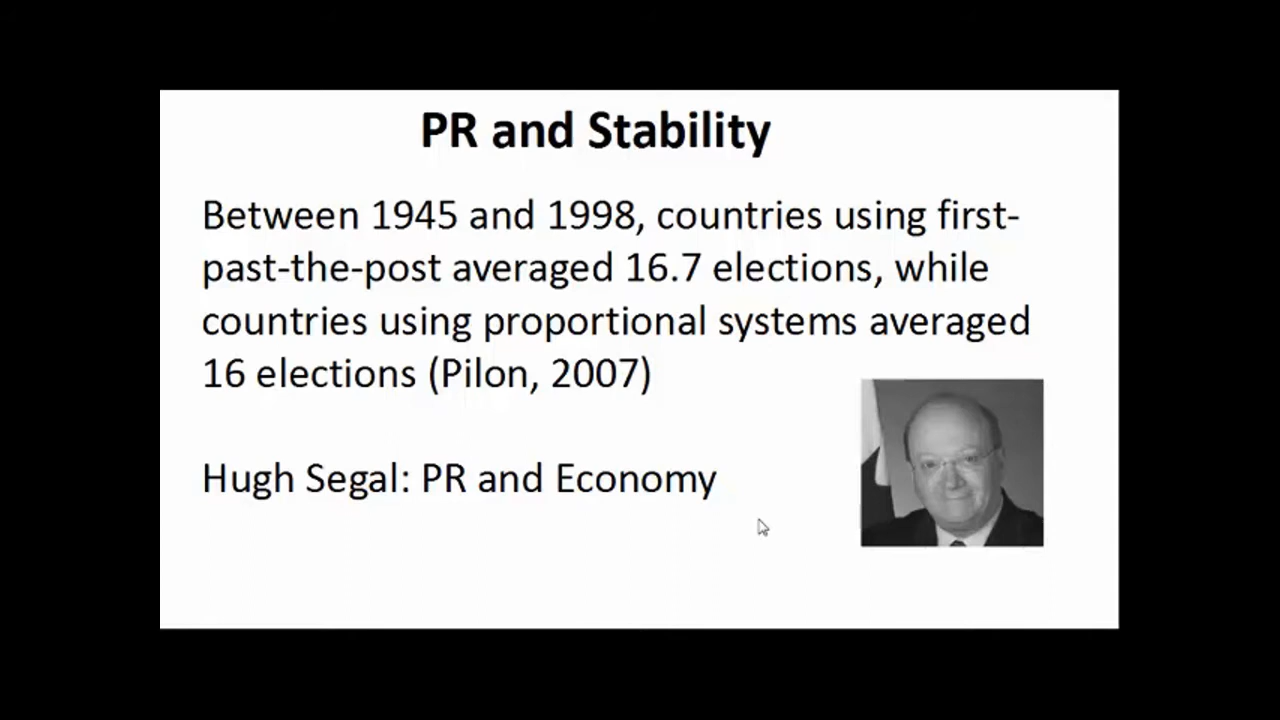 PR and Stability
Between 1945 and 1998, countries using first-
past-the-post averaged 16.7 elections, while
countries using proportional systems averaged
16 elections (Pilon, 2007)
Hugh Segal: PR and Economy